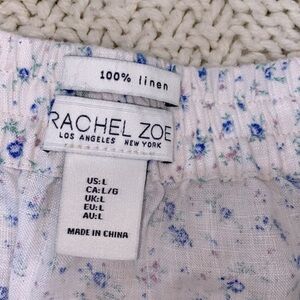 100% linen
RACHEL ZOE
LOS ANGELES NEW YORK
US:L
CA:L/G
UK:L
EU:L
AU:L
MADE IN CHINA